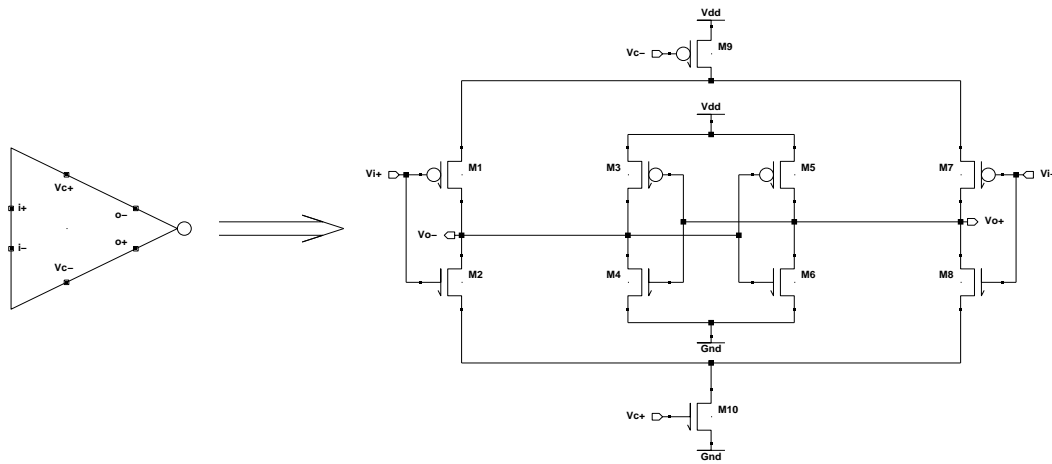 Vdd
Vc− M9
Vdd
Vi+ M1 M3 M5 M7 Vi−
Vc+
i+ o−
i− o+
Vc−
Vo− Vo+
M2 M4 M6 M8
Gnd
Vc+ M10
Gnd